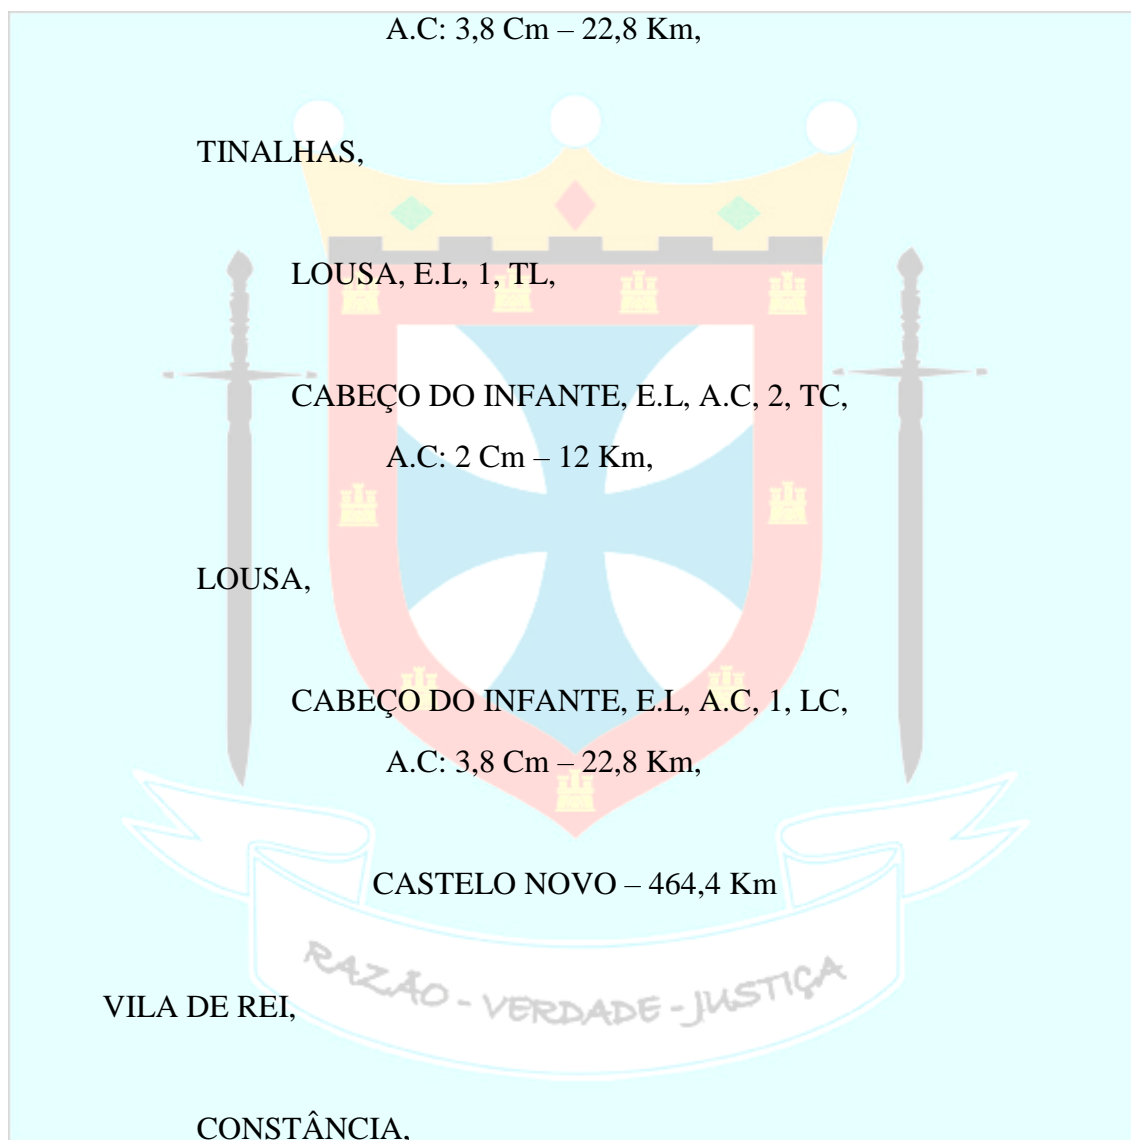 A.C: 3,8 Cm – 22,8 Km,
TINALHAS,
LOUSA, E.L, 1, TL,
CABEÇO DO INFANTE, E.L, A.C, 2, TC,
A.C: 2 Cm – 12 Km,
LOUSA,
CABEÇO DO INFANTE, E.L, A.C, 1, LC,
A.C: 3,8 Cm – 22,8 Km,
CASTELO NOVO – 464,4 Km
RAZÃO - VERDADE - JUSTIÇA
VILA DE REI,
CONSTÂNCIA,